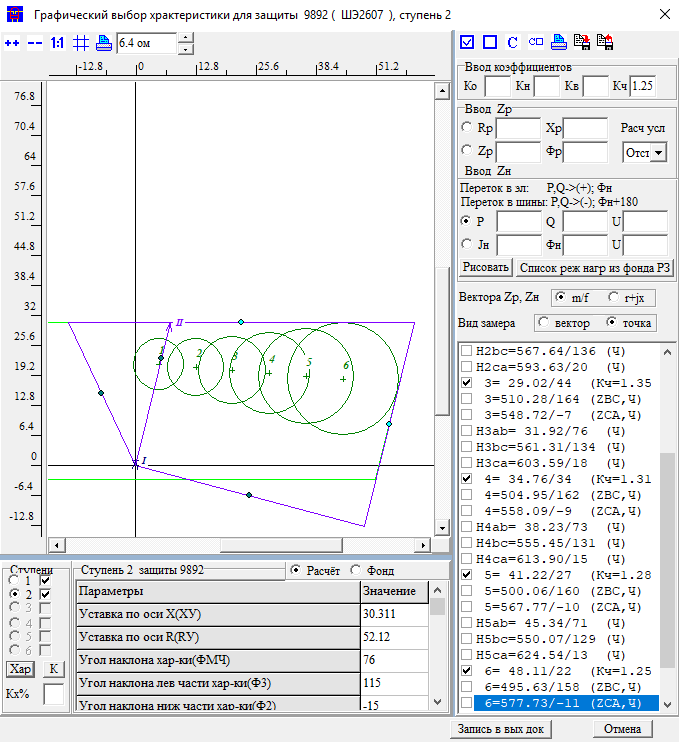 Графический выбор храктеристики для защиты 9892 ( ШЭ2607 ), ступень 2
++ -- 1:1 6.4 ом
-12.8 0 12.8 25.6 38.4 51.2
76.8
70.4
64
57.6
51.2
44.8
38.4
32
25.6
19.2
12.8
6.4
0
-6.4
-12.8
II
1 2 3 4 5 6
I
C
Ввод коэффициентов
Ко Кн Кв Кч 1.25
Ввод Zp
Rp Xp Расч усл
Zp Фр Отст
Ввод Zн
Переток в зл: P,Q->(+); Фн
Переток в шины: P,Q->(-); Фн+180
P Q U
Jн Фн U
Рисовать Список реж нагр из фонда РЗ
Вектора Zp, Zн m/f r+jx
Вид замера вектор точка
H2bc=567.64/136 (Ч)
H2ca=593.63/20 (Ч)
3= 29.02/44 (Кч=1.35
3=510.28/164 (ZBC,Ч)
3=548.72/-7 (ZCA,Ч)
H3ab= 31.92/76 (Ч)
H3bc=561.31/134 (Ч)
H3ca=603.59/18 (Ч)
4= 34.76/34 (Кч=1.31
4=504.95/162 (ZBC,Ч)
4=558.09/-9 (ZCA,Ч)
H4ab= 38.23/73 (Ч)
H4bc=555.45/131 (Ч)
H4ca=613.90/15 (Ч)
5= 41.22/27 (Кч=1.28
5=500.06/160 (ZBC,Ч)
5=567.77/-10 (ZCA,Ч)
H5ab= 45.34/71 (Ч)
H5bc=550.07/129 (Ч)
H5ca=624.54/13 (Ч)
6= 48.11/22 (Кч=1.25
6=495.63/158 (ZBC,Ч)
6=577.73/-11 (ZCA,Ч)
Ступени
1
2
3
4
5
6
Хар К
Кх%
Ступень 2 защиты 9892 Расчёт Фонд
Параметры Значение
Уставка по оси X(XУ) 30.311
Уставка по оси R(RУ) 52.12
Угол наклона хар-ки(ФМЧ) 76
Угол наклона лев части хар-ки(Ф3) 115
Угол наклона ниж части хар-ки(Ф2) -15
Запись в вых док Отмена